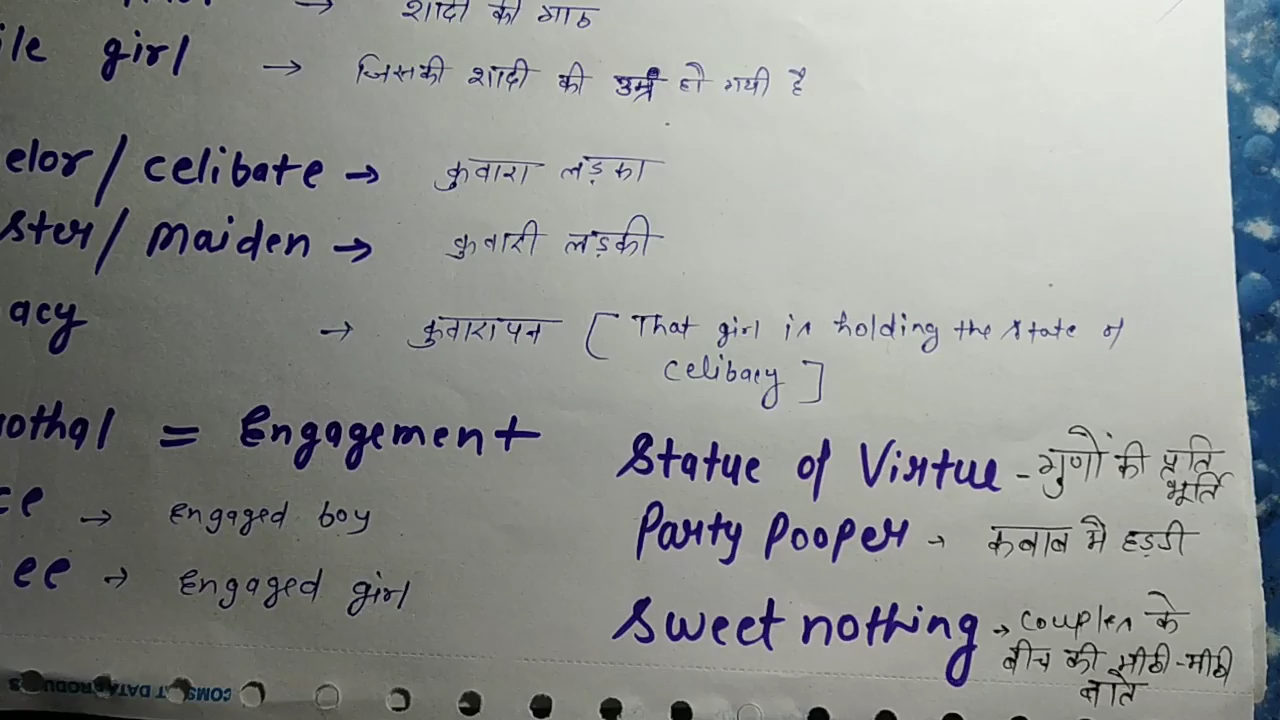 → शादी की गाठ
ile girl → जिसकी शादी की उम्र हो गयी है
elor / celibate → कुवारा लड़का
ster / maiden → कुवारी लड़की
acy → कुवारापन [ That girl is holding the state of
celibacy ]
othal = Engagement
ce → engaged boy
ee → Engaged girl
Statue of Virtue - गुणों की प्रति
मूर्ति
Party Pooper → कबाब मे हड्डी
Sweet nothing → couples के
बीच की मीठी-मीठी
बाते